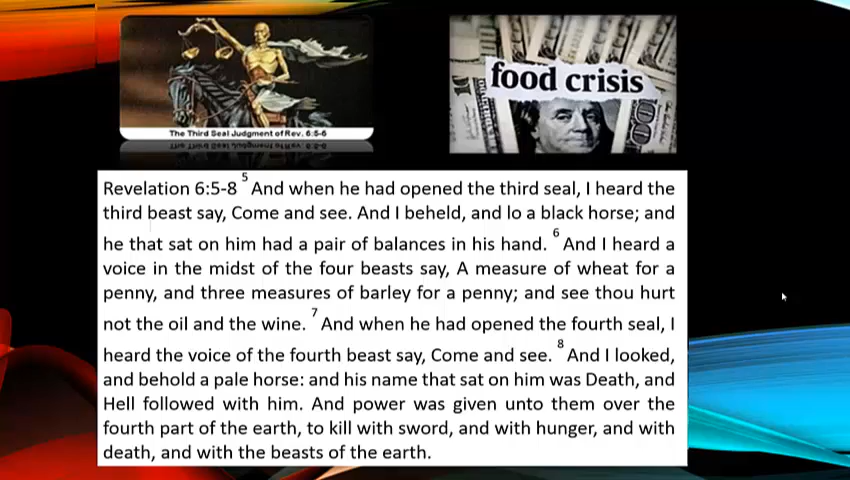 The Third Seal Judgment of Rev. 6:5-6
food crisis
Revelation 6:5-8 5 And when he had opened the third seal, I heard the
third beast say, Come and see. And I beheld, and lo a black horse; and
he that sat on him had a pair of balances in his hand. 6 And I heard a
voice in the midst of the four beasts say, A measure of wheat for a
penny, and three measures of barley for a penny; and see thou hurt
not the oil and the wine. 7 And when he had opened the fourth seal, I
heard the voice of the fourth beast say, Come and see. 8 And I looked,
and behold a pale horse: and his name that sat on him was Death, and
Hell followed with him. And power was given unto them over the
fourth part of the earth, to kill with sword, and with hunger, and with
death, and with the beasts of the earth.